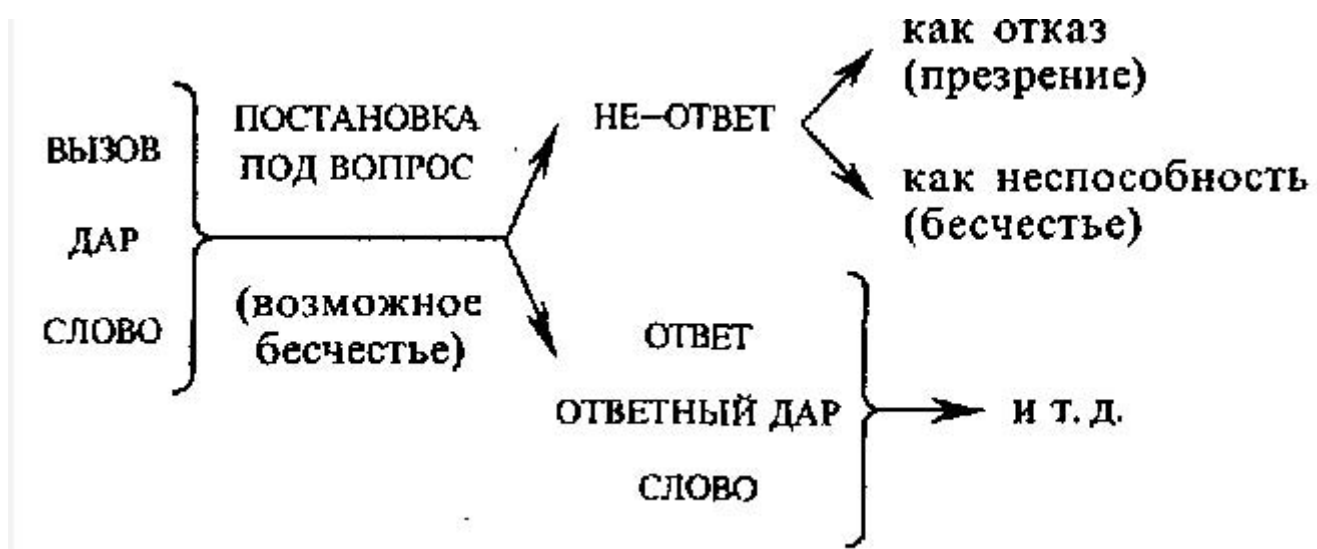 ВЫЗОВ
ДАР
СЛОВО
ПОСТАНОВКА
ПОД ВОПРОС
(возможное
бесчестье)
НЕ—ОТВЕТ
как отказ
(презрение)
как неспособность
(бесчестье)
ОТВЕТ
ОТВЕТНЫЙ ДАР
СЛОВО
и т. д.